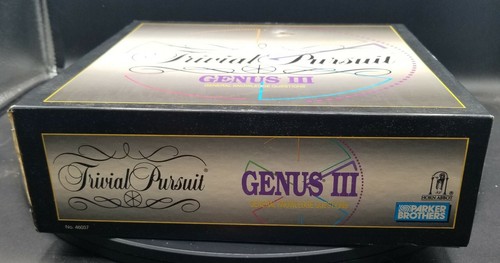 Trivial Pursuit
GENUS III
Trivial Pursuit®
GENUS III
HORN ABBOT
PARKER
BROTHERS